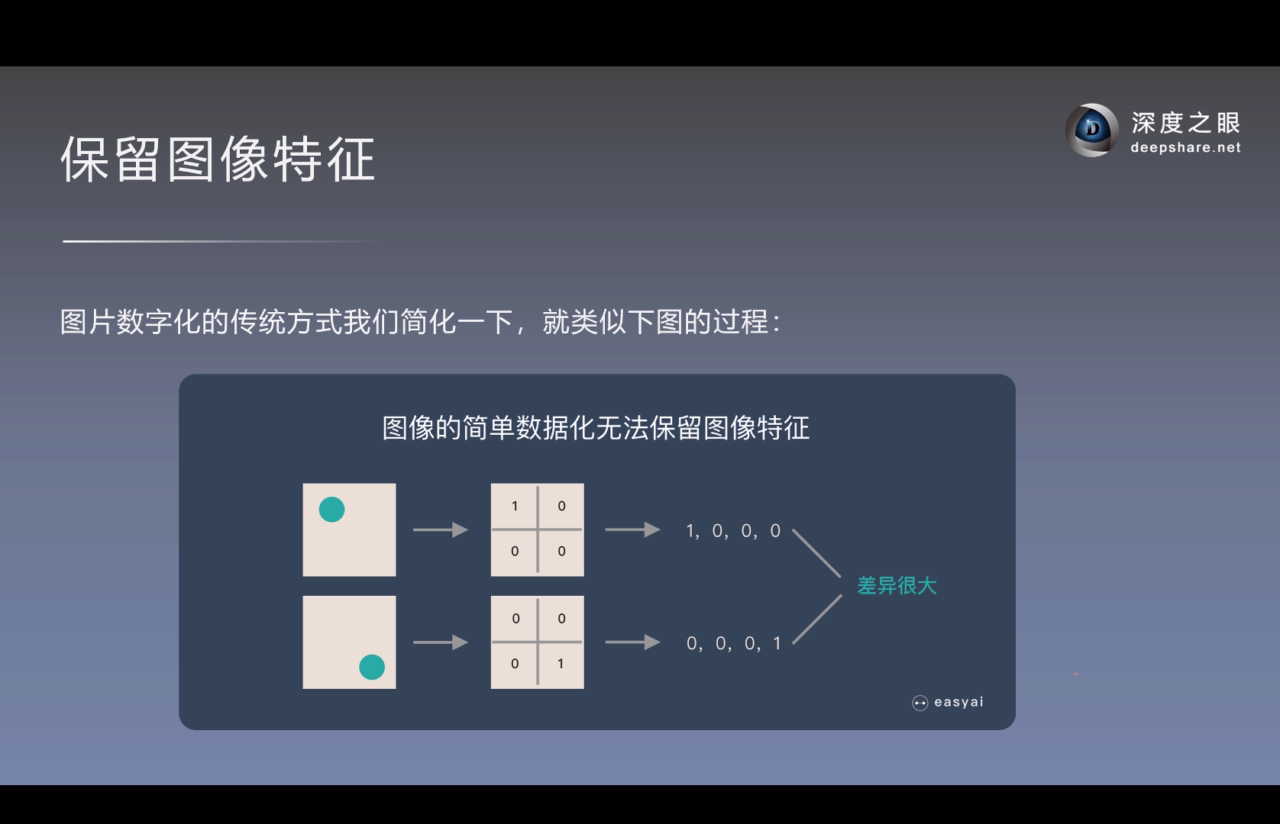 深度之眼
deepshare.net
保留图像特征
图片数字化的传统方式我们简化一下，就类似下图的过程：
图像的简单数据化无法保留图像特征
1 0
0 0
1, 0, 0, 0
差异很大
0 0
0 1
0, 0, 0, 1
easyai